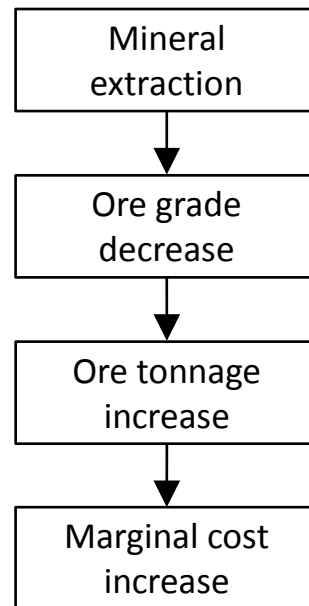 Mineral
extraction
Ore grade
decrease
Ore tonnage
increase
Marginal cost
increase